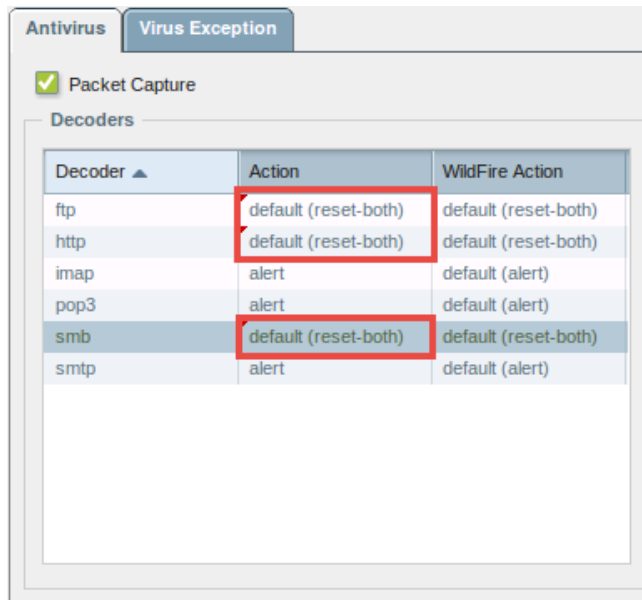 Antivirus Virus Exception
Packet Capture
Decoders
Decoder Action WildFire Action
ftp default (reset-both) default (reset-both)
http default (reset-both) default (reset-both)
imap alert default (alert)
pop3 alert default (alert)
smb default (reset-both) default (reset-both)
smtp alert default (alert)